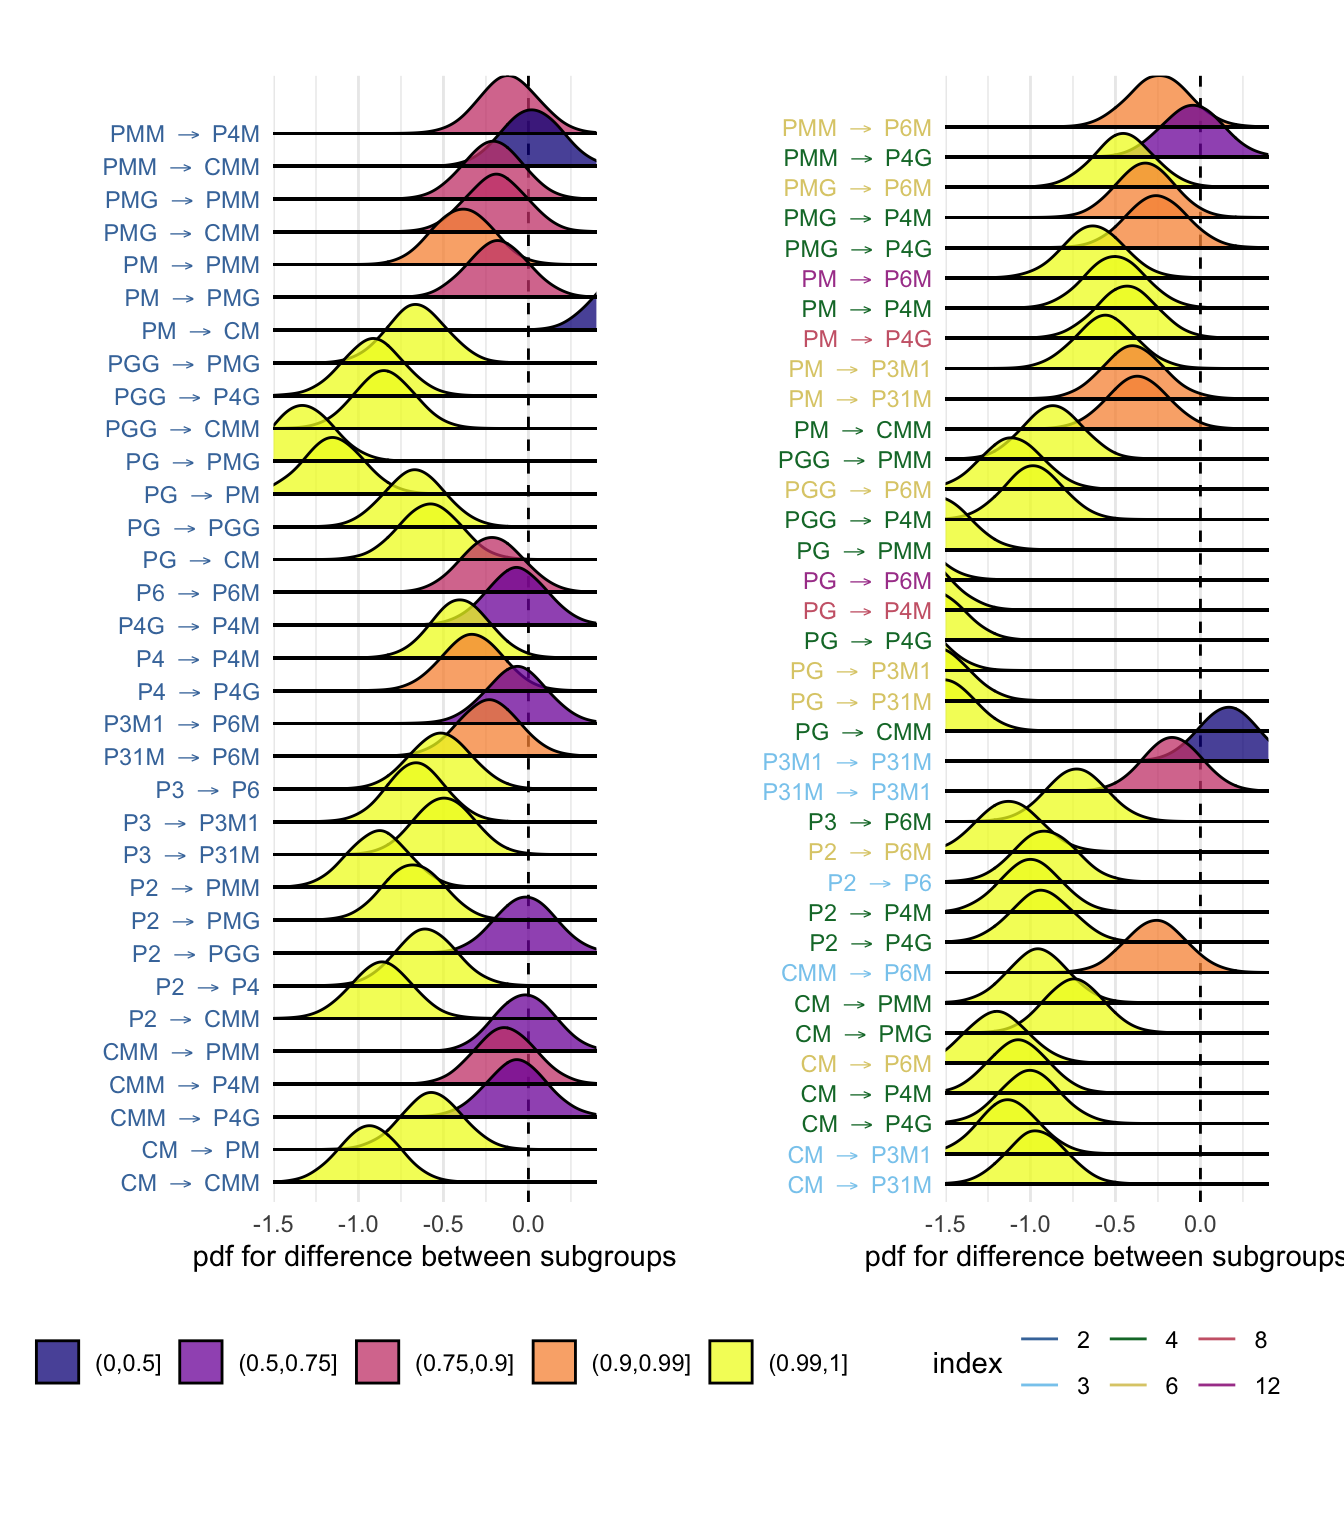 PMM → P4M
PMM → CMM
PMG → PMM
PMG → CMM
PM → PMM
PM → PMG
PM → CM
PGG → PMG
PGG → P4G
PGG → CMM
PG → PMG
PG → PM
PG → PGG
PG → CM
P6 → P6M
P4G → P4M
P4 → P4M
P4 → P4G
P3M1 → P6M
P31M → P6M
P3 → P6
P3 → P3M1
P3 → P31M
P2 → PMM
P2 → PMG
P2 → PGG
P2 → P4
P2 → CMM
CMM → PMM
CMM → P4M
CMM → P4G
CM → PM
CM → CMM
-1.5 -1.0 -0.5 0.0
pdf for difference between subgroups
PMM → P6M
PMM → P4G
PMG → P6M
PMG → P4M
PMG → P4G
PM → P6M
PM → P4M
PM → P4G
PM → P3M1
PM → P31M
PM → CMM
PGG → PMM
PGG → P6M
PGG → P4M
PG → PMM
PG → P6M
PG → P4M
PG → P4G
PG → P3M1
PG → P31M
PG → CMM
P3M1 → P31M
P31M → P3M1
P3 → P6M
P2 → P6M
P2 → P6
P2 → P4M
P2 → P4G
CMM → P6M
CM → PMM
CM → PMG
CM → P6M
CM → P4M
CM → P4G
CM → P3M1
CM → P31M
-1.5 -1.0 -0.5 0.0
pdf for difference between subgroups
(0,0.5] (0.5,0.75] (0.75,0.9] (0.9,0.99] (0.99,1]
index
2 4 8
3 6 12